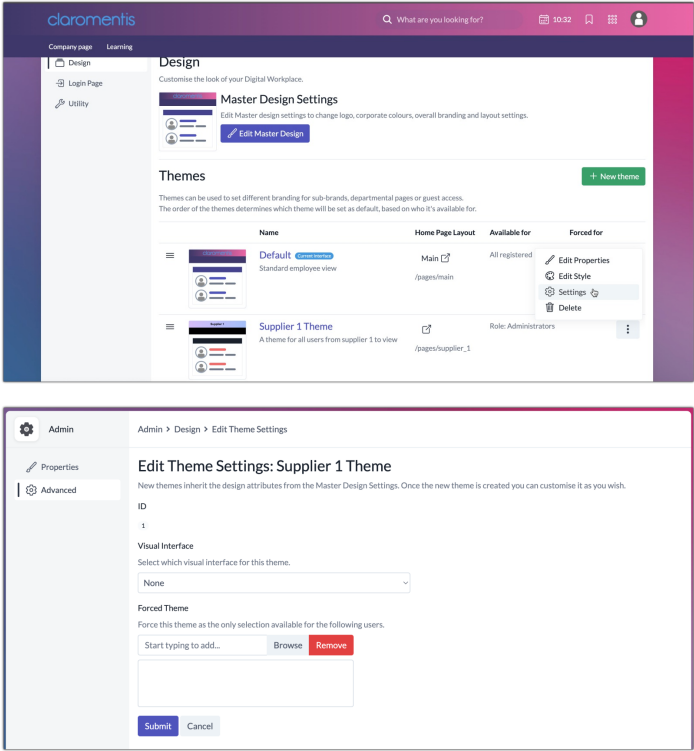 claromentis
What are you looking for?
10:32
Company page
Learning
Design
Login Page
Utility
Design
Customise the look of your Digital Workplace.
Master Design Settings
Edit Master design settings to change logo, corporate colours, overall branding and layout settings.
Edit Master Design
Themes
+ New theme
Themes can be used to set different branding for sub-brands, departmental pages or guest access.
The order of the themes determines which theme will be set as default, based on who it's available for.
Name
Home Page Layout
Available for
Forced for
Default
Current interface
Main
All registered
Standard employee view
/pages/main
Edit Properties
Edit Style
Settings
Delete
Supplier 1
Supplier 1 Theme
Role: Administrators
A theme for all users from supplier 1 to view
/pages/supplier_1
Admin
Admin > Design > Edit Theme Settings
Properties
Advanced
Edit Theme Settings: Supplier 1 Theme
New themes inherit the design attributes from the Master Design Settings. Once the new theme is created you can customise it as you wish.
ID
1
Visual Interface
Select which visual interface for this theme.
None
Forced Theme
Force this theme as the only selection available for the following users.
Start typing to add...
Browse
Remove
Submit
Cancel